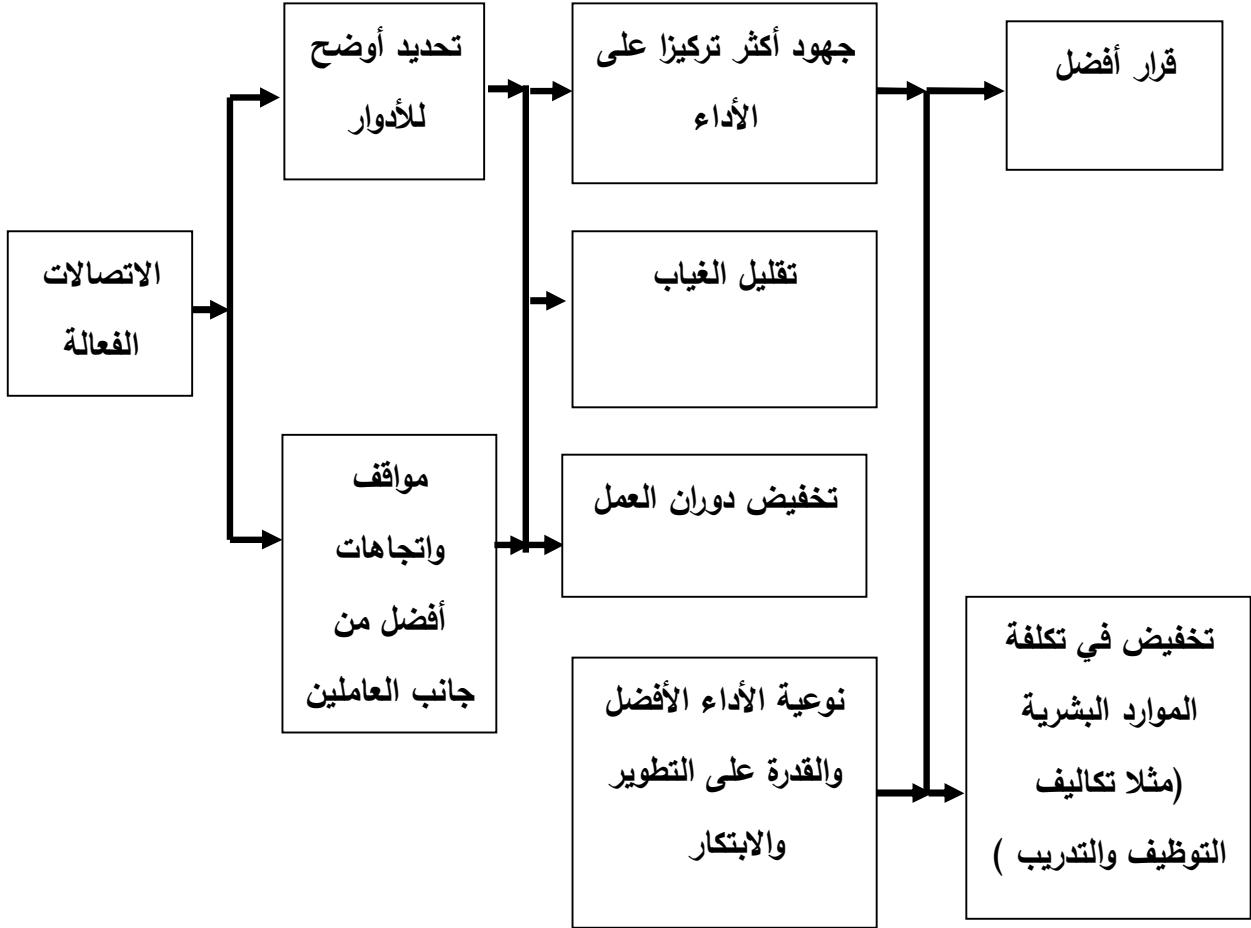 تحديد أوضح
للأدوار
جهود أكثر تركيزا على
الأداء
قرار أفضل
الاتصالات
الفعالة
تقليل الغياب
مواقف
واتجاهات
أفضل من
جانب العاملين
تخفيض دوران العمل
نوعية الأداء الأفضل
والقدرة على التطوير
والابتكار
تخفيض في تكلفة
الموارد البشرية
(مثلا تكاليف
التوظيف والتدريب )